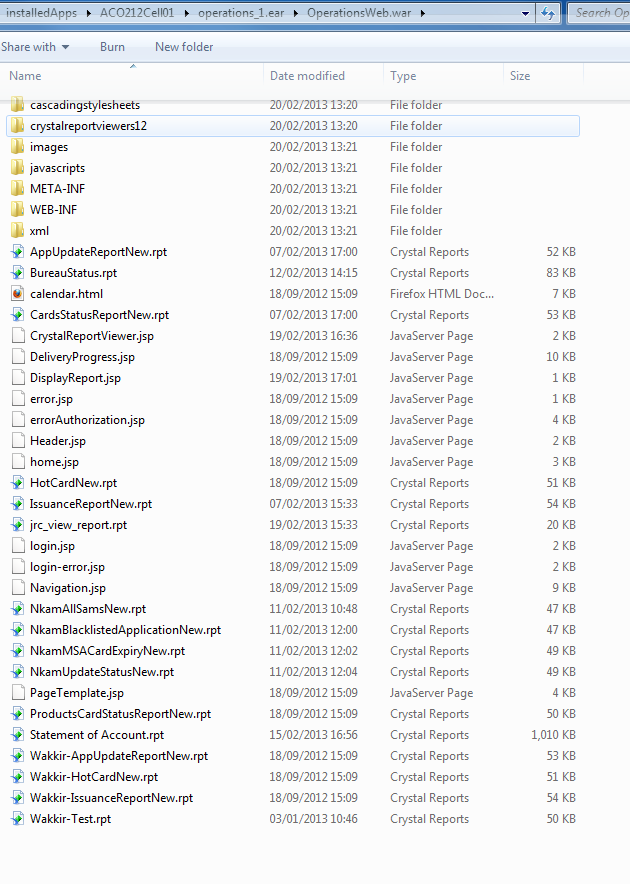 installedApps ACO212Cell01 operations_1.ear OperationsWeb.war Search Op
Share with Burn New folder
Name Date modified Type Size
cascadingstylesheets 20/02/2013 13:20 File folder
crystalreportviewers12 20/02/2013 13:20 File folder
images 20/02/2013 13:21 File folder
javascripts 20/02/2013 13:21 File folder
META-INF 20/02/2013 13:21 File folder
WEB-INF 20/02/2013 13:21 File folder
xml 20/02/2013 13:21 File folder
AppUpdateReportNew.rpt 07/02/2013 17:00 Crystal Reports 52 KB
BureauStatus.rpt 12/02/2013 14:15 Crystal Reports 83 KB
calendar.html 18/09/2012 15:09 Firefox HTML Doc... 7 KB
CardsStatusReportNew.rpt 07/02/2013 17:00 Crystal Reports 53 KB
CrystalReportViewer.jsp 19/02/2013 16:36 JavaServer Page 2 KB
DeliveryProgress.jsp 18/09/2012 15:09 JavaServer Page 10 KB
DisplayReport.jsp 19/02/2013 17:01 JavaServer Page 1 KB
error.jsp 18/09/2012 15:09 JavaServer Page 1 KB
errorAuthorization.jsp 18/09/2012 15:09 JavaServer Page 4 KB
Header.jsp 18/09/2012 15:09 JavaServer Page 2 KB
home.jsp 18/09/2012 15:09 JavaServer Page 3 KB
HotCardNew.rpt 18/09/2012 15:09 Crystal Reports 51 KB
IssuanceReportNew.rpt 07/02/2013 15:33 Crystal Reports 54 KB
jrc_view_report.rpt 19/02/2013 15:33 Crystal Reports 20 KB
login.jsp 18/09/2012 15:09 JavaServer Page 2 KB
login-error.jsp 18/09/2012 15:09 JavaServer Page 2 KB
Navigation.jsp 18/09/2012 15:09 JavaServer Page 9 KB
NkamAllSamsNew.rpt 11/02/2013 10:48 Crystal Reports 47 KB
NkamBlacklistedApplicationNew.rpt 11/02/2013 12:00 Crystal Reports 47 KB
NkamMSACardExpiryNew.rpt 11/02/2013 12:02 Crystal Reports 49 KB
NkamUpdateStatusNew.rpt 11/02/2013 12:04 Crystal Reports 49 KB
PageTemplate.jsp 18/09/2012 15:09 JavaServer Page 4 KB
ProductsCardStatusReportNew.rpt 18/09/2012 15:09 Crystal Reports 50 KB
Statement of Account.rpt 15/02/2013 16:56 Crystal Reports 1,010 KB
Wakkir-AppUpdateReportNew.rpt 18/09/2012 15:09 Crystal Reports 53 KB
Wakkir-HotCardNew.rpt 18/09/2012 15:09 Crystal Reports 51 KB
Wakkir-IssuanceReportNew.rpt 18/09/2012 15:09 Crystal Reports 54 KB
Wakkir-Test.rpt 03/01/2013 10:46 Crystal Reports 50 KB